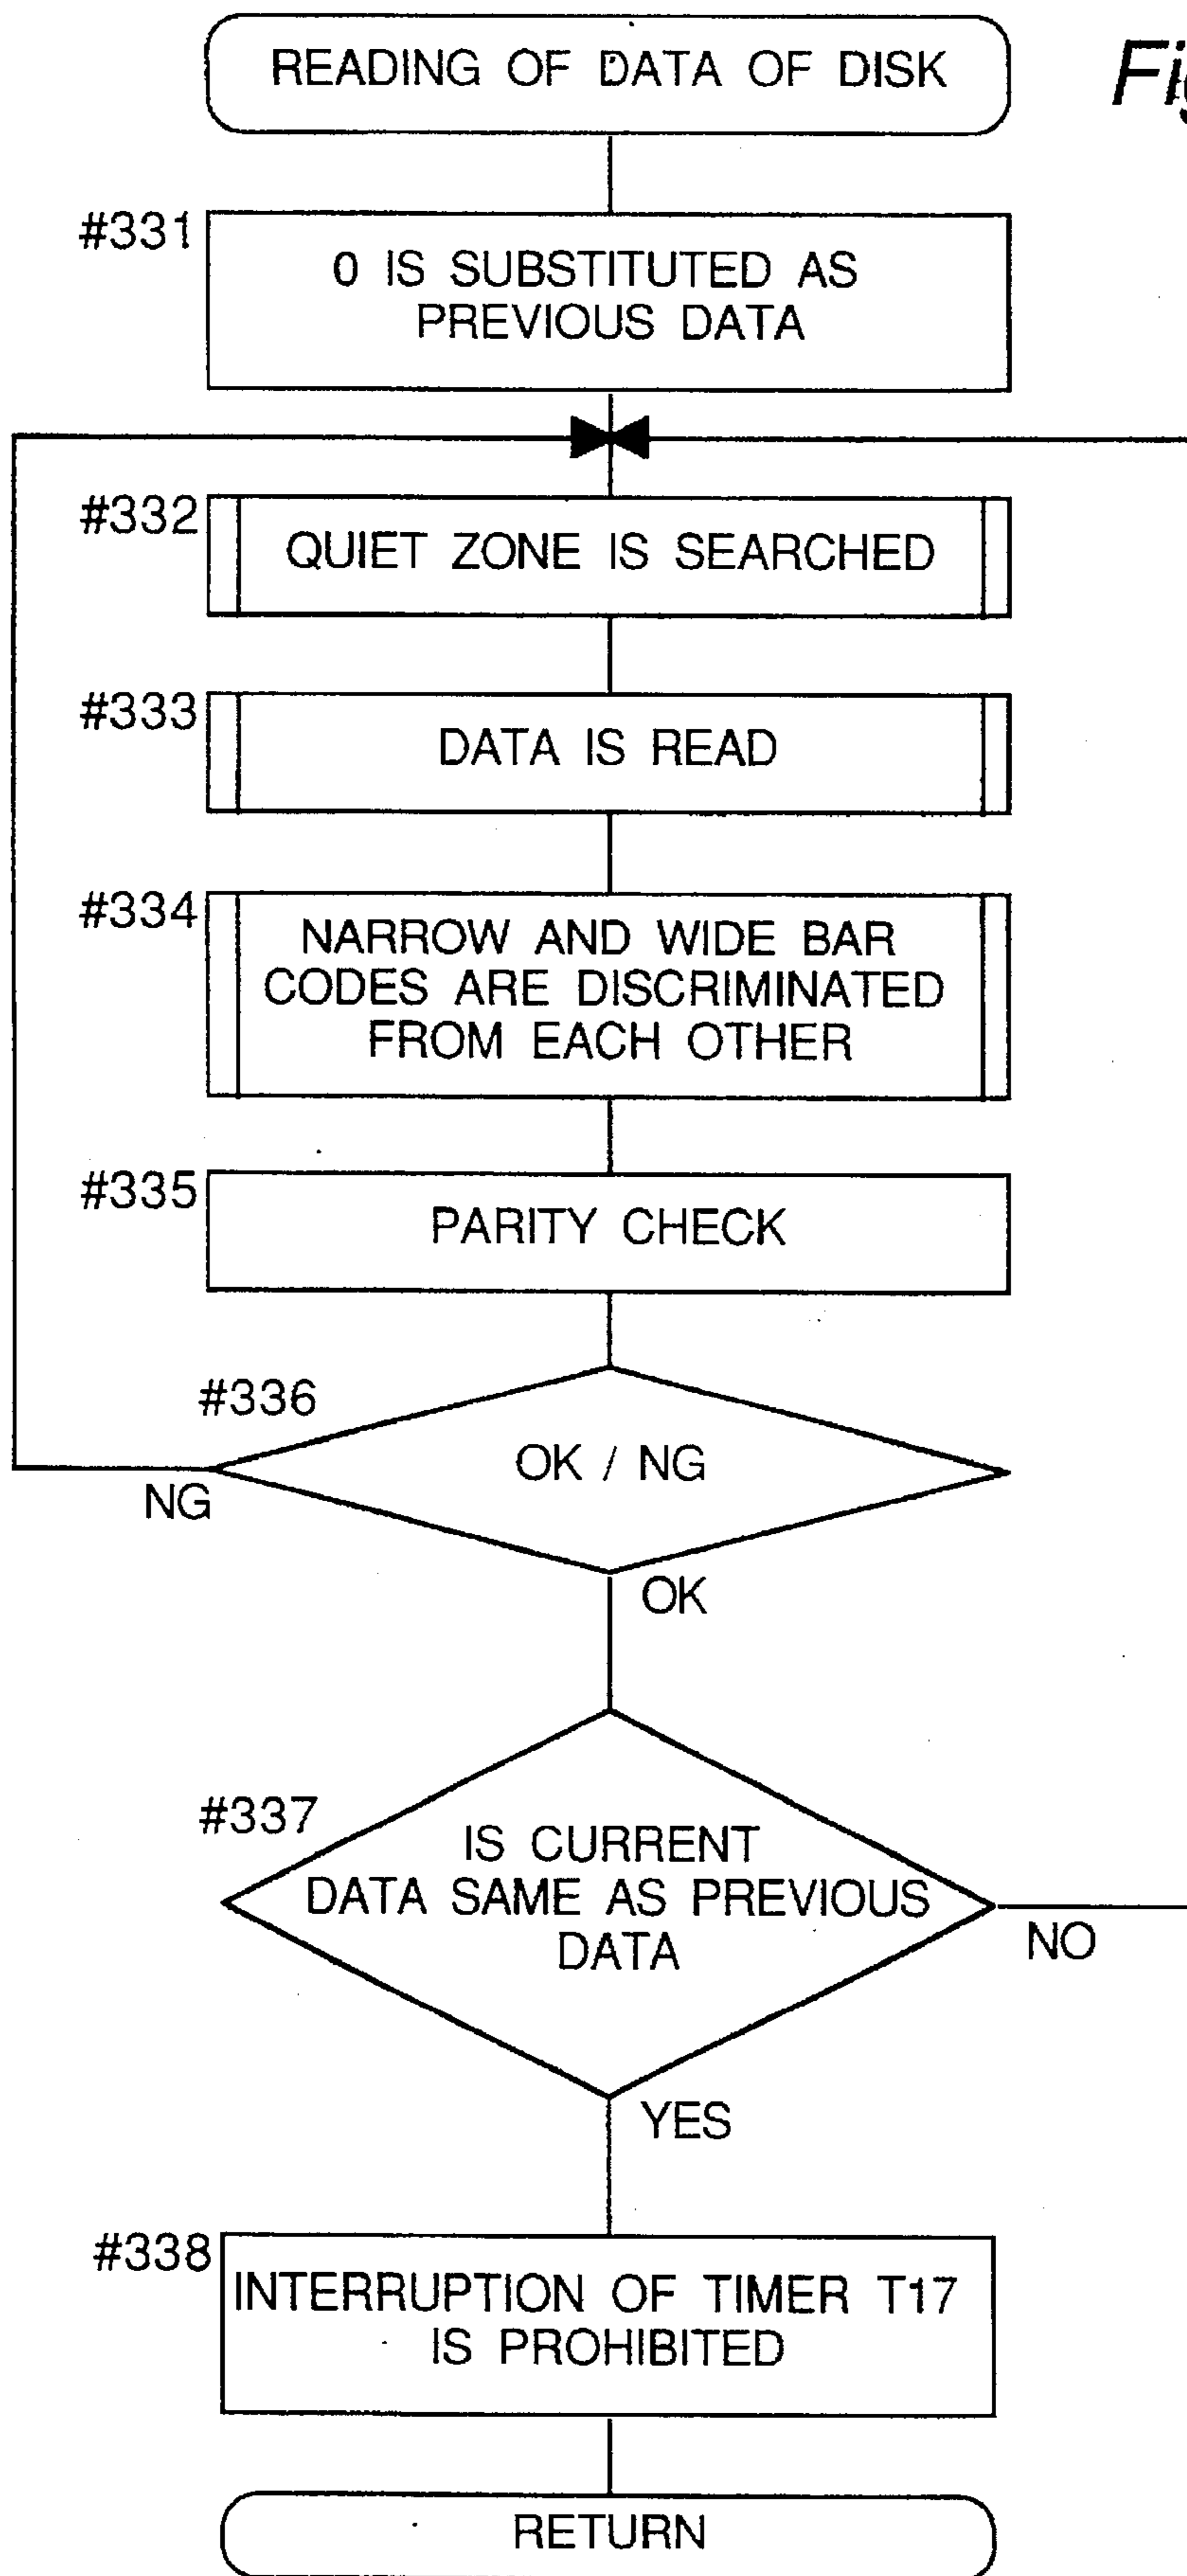 READING OF DATA OF DISK
Fig
#331
0 IS SUBSTITUTED AS
PREVIOUS DATA
#332
QUIET ZONE IS SEARCHED
#333
DATA IS READ
#334
NARROW AND WIDE BAR
CODES ARE DISCRIMINATED
FROM EACH OTHER
#335
PARITY CHECK
#336
OK / NG
NG
OK
#337
IS CURRENT
DATA SAME AS PREVIOUS
DATA
NO
YES
#338
INTERRUPTION OF TIMER T17
IS PROHIBITED
RETURN